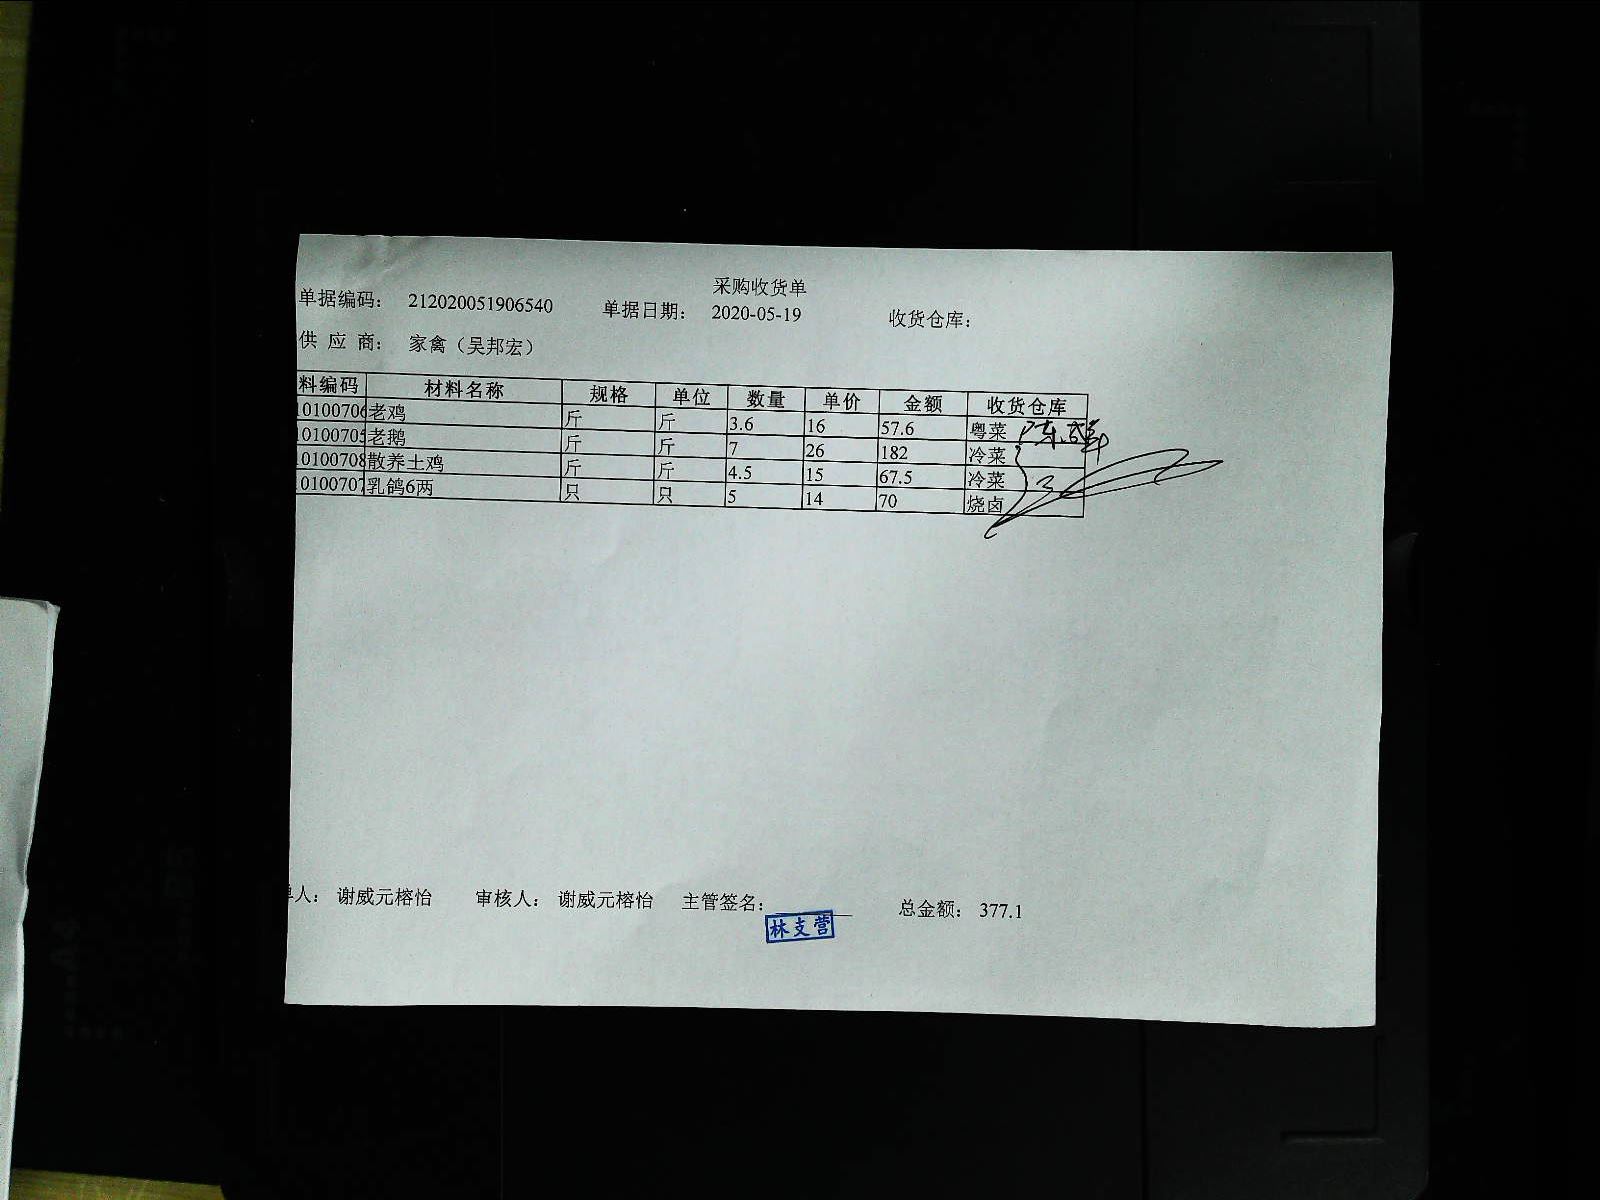 采购收货单
单据编码： 212020051906540 单据日期： 2020-05-19 收货仓库：
供 应 商： 家禽（吴邦宏）
料编码 材料名称 规格 单位 数量 单价 金额 收货仓库
10100706 老鸡 斤 斤 3.6 16 57.6 粤菜
10100705 老鹅 斤 斤 7 26 182 冷菜
10100708 散养土鸡 斤 斤 4.5 15 67.5 冷菜
10100707 乳鸽6两 只 只 5 14 70 烧卤
单人： 谢威元榕怡 审核人： 谢威元榕怡 主管签名： 总金额： 377.1
林支营